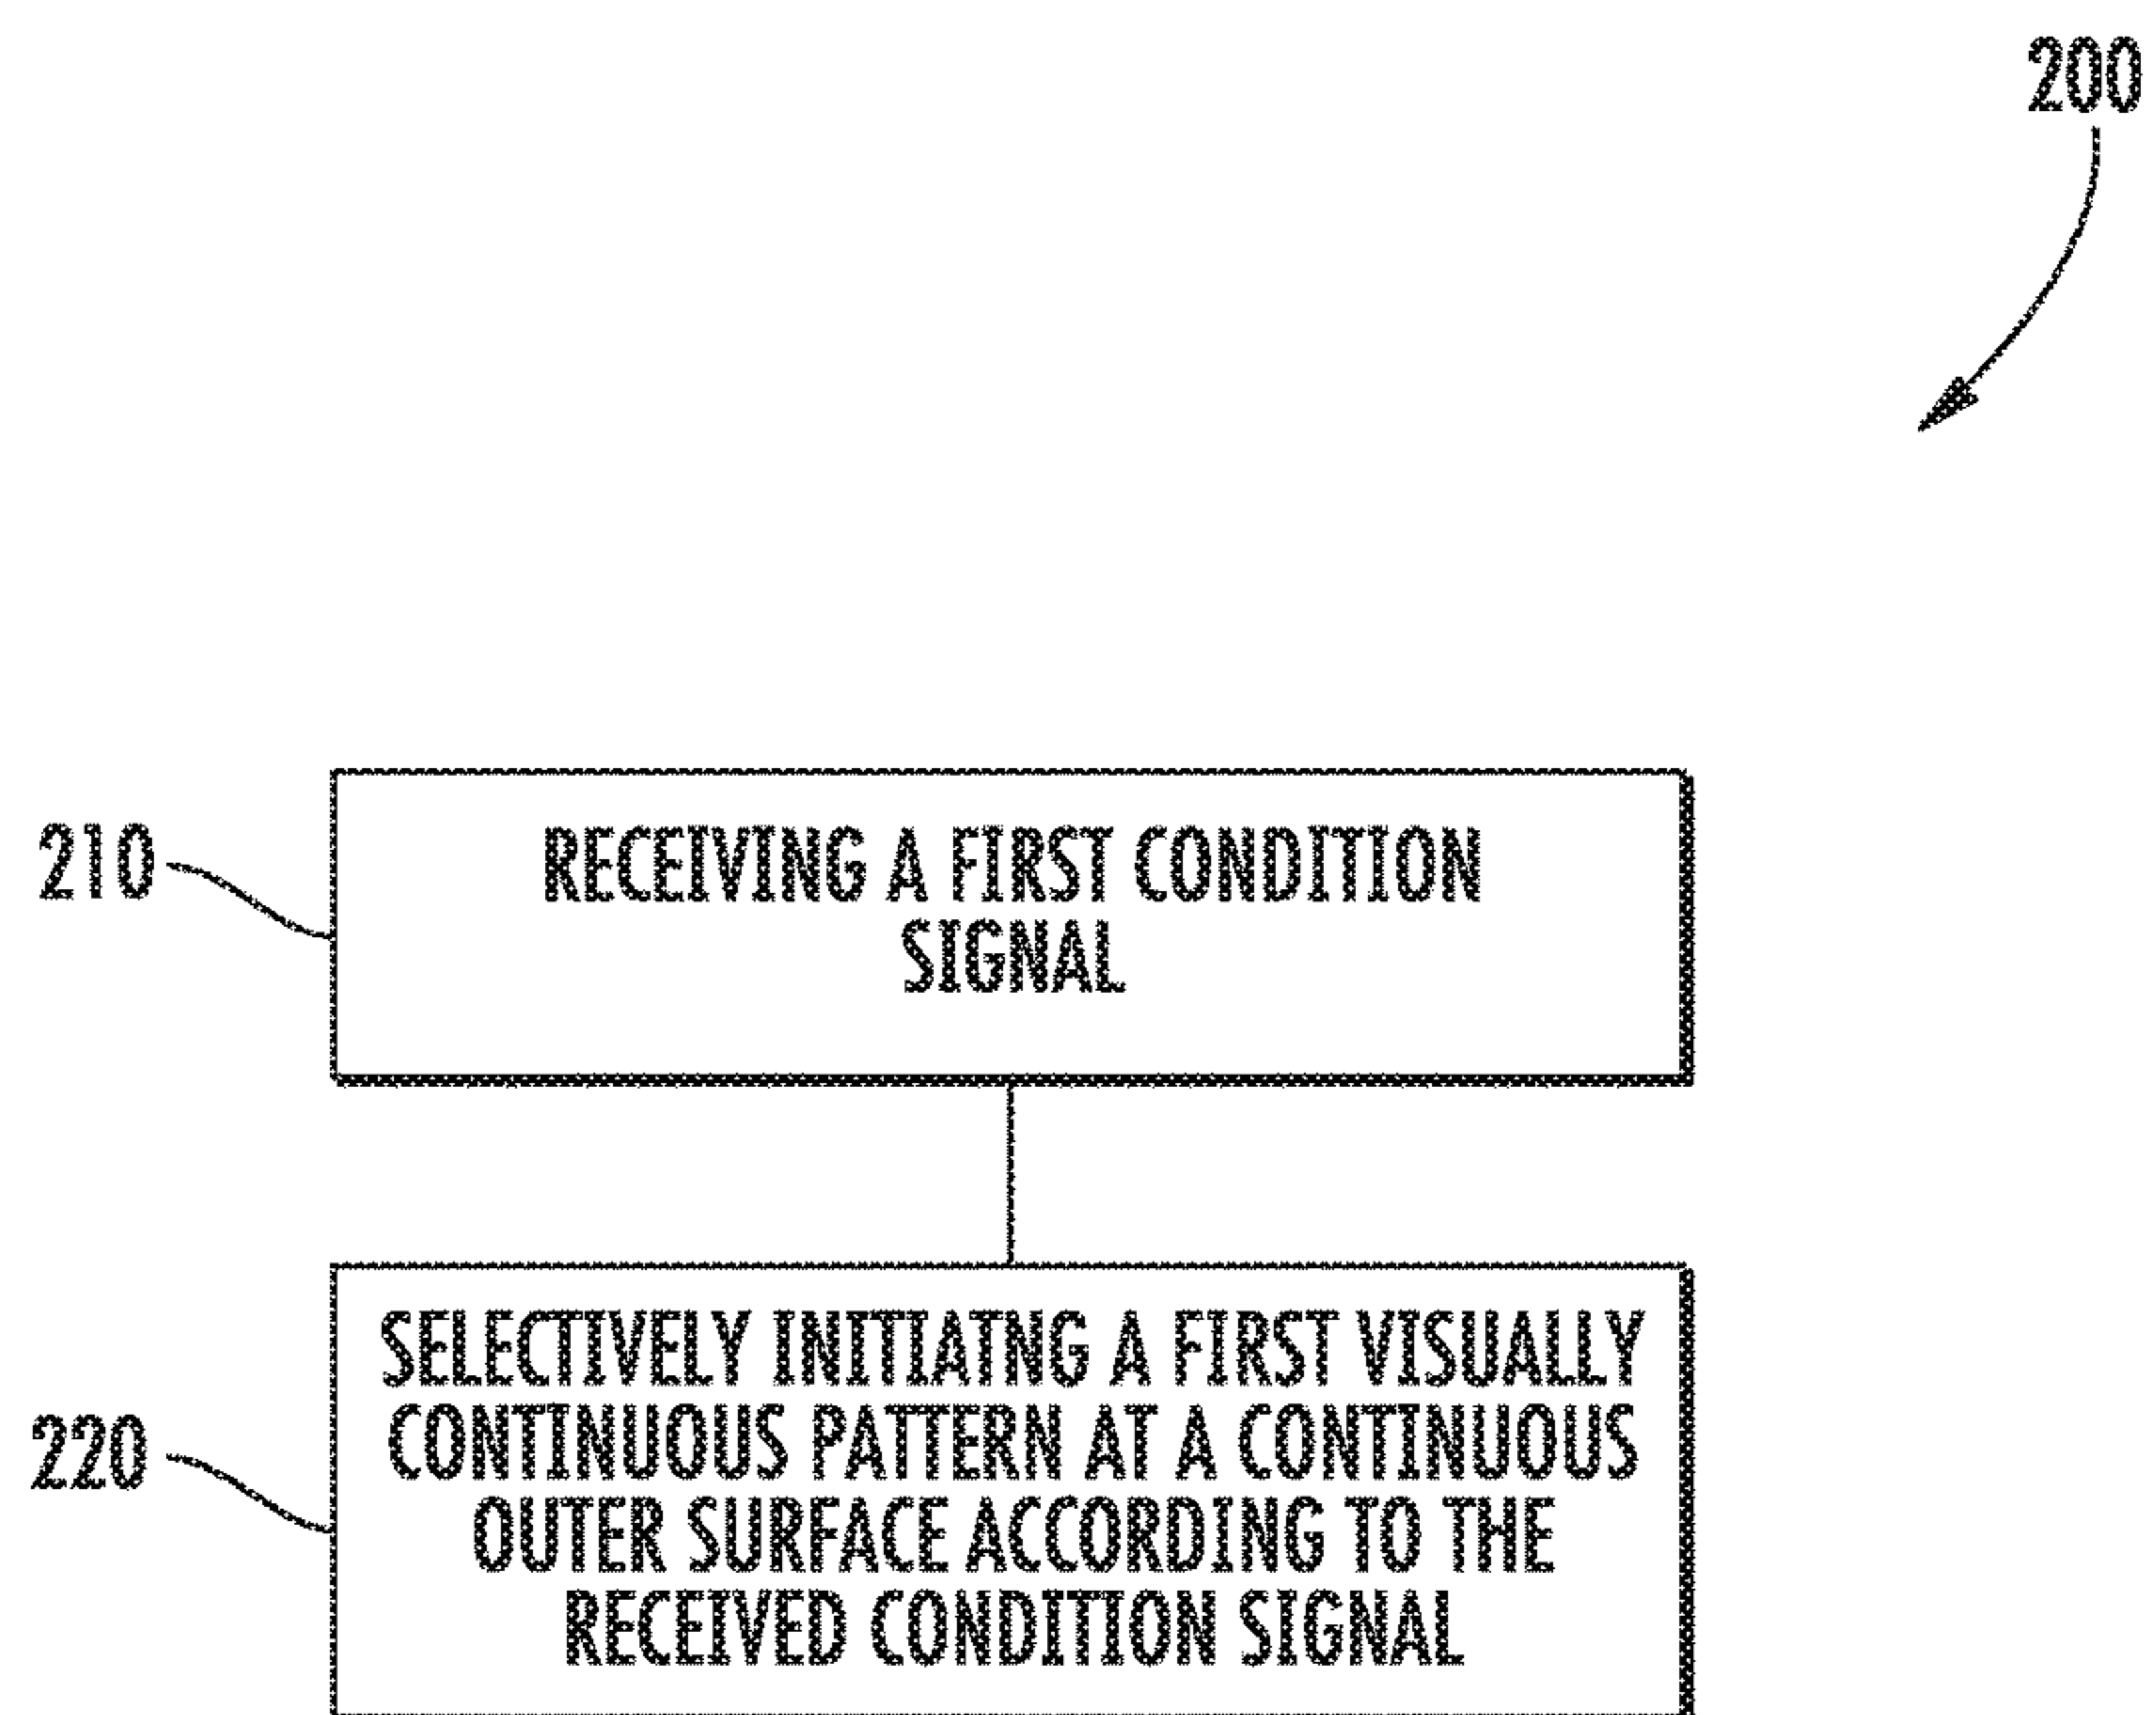 200
210
RECEIVING A FIRST CONDITION
SIGNAL
220
SELECTIVELY INITIATNG A FIRST VISUALLY
CONTINUOUS PATTERN AT A CONTINUOUS
OUTER SURFACE ACCORDING TO THE
RECEIVED CONDITION SIGNAL